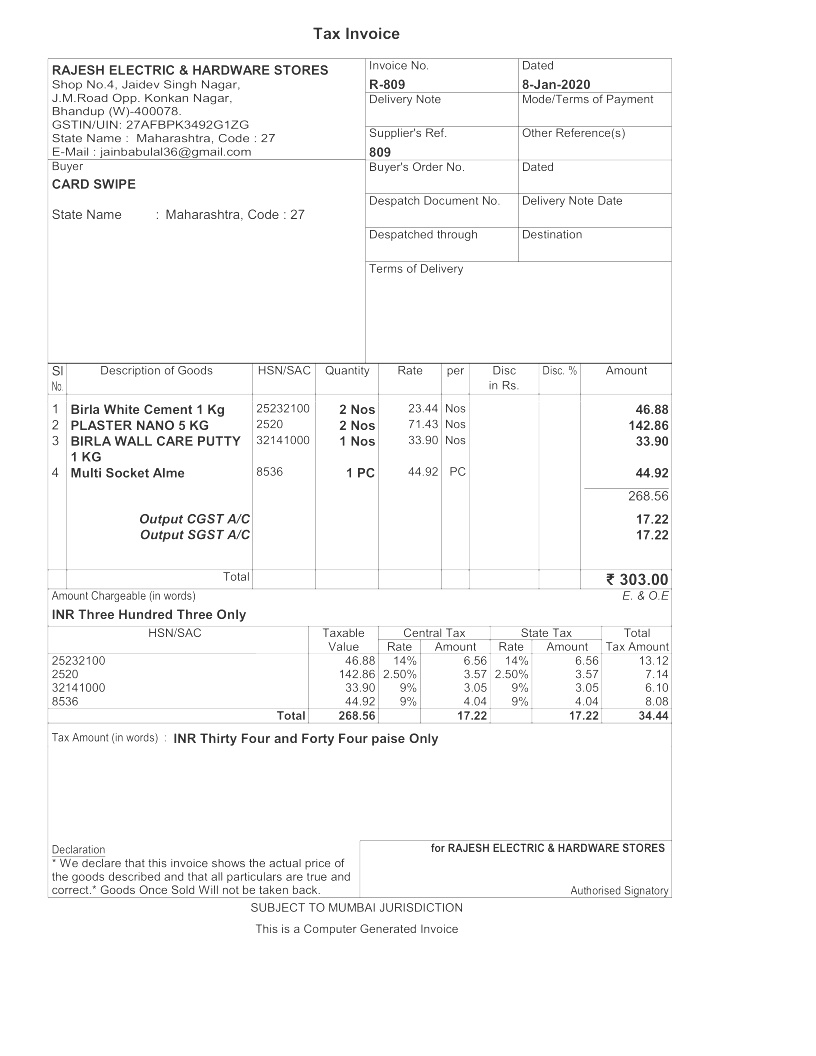 Tax Invoice
RAJESH ELECTRIC & HARDWARE STORES
Shop No.4, Jaidev Singh Nagar,
J.M.Road Opp. Konkan Nagar,
Bhandup (W)-400078.
GSTIN/UIN: 27AFBPK3492G1ZG
State Name : Maharashtra, Code : 27
E-Mail : jainbabulal36@gmail.com
Invoice No. Dated
R-809 8-Jan-2020
Delivery Note Mode/Terms of Payment
Supplier's Ref. Other Reference(s)
809
Buyer
CARD SWIPE
State Name : Maharashtra, Code : 27
Buyer's Order No. Dated
Despatch Document No. Delivery Note Date
Despatched through Destination
Terms of Delivery
Sl Description of Goods HSN/SAC Quantity Rate per Disc Disc. % Amount
No. in Rs.
1 Birla White Cement 1 Kg 25232100 2 Nos 23.44 Nos 46.88
2 PLASTER NANO 5 KG 2520 2 Nos 71.43 Nos 142.86
3 BIRLA WALL CARE PUTTY 32141000 1 Nos 33.90 Nos 33.90
1 KG
4 Multi Socket Alme 8536 1 PC 44.92 PC 44.92
268.56
Output CGST A/C 17.22
Output SGST A/C 17.22
Total ₹ 303.00
Amount Chargeable (in words) E. & O.E
INR Three Hundred Three Only
HSN/SAC Taxable Central Tax State Tax Total
Value Rate Amount Rate Amount Tax Amount
25232100 46.88 14% 6.56 14% 6.56 13.12
2520 142.86 2.50% 3.57 2.50% 3.57 7.14
32141000 33.90 9% 3.05 9% 3.05 6.10
8536 44.92 9% 4.04 9% 4.04 8.08
Total 268.56 17.22 17.22 34.44
Tax Amount (in words) : INR Thirty Four and Forty Four paise Only
Declaration
* We declare that this invoice shows the actual price of
the goods described and that all particulars are true and
correct.* Goods Once Sold Will not be taken back.
for RAJESH ELECTRIC & HARDWARE STORES
Authorised Signatory
SUBJECT TO MUMBAI JURISDICTION
This is a Computer Generated Invoice